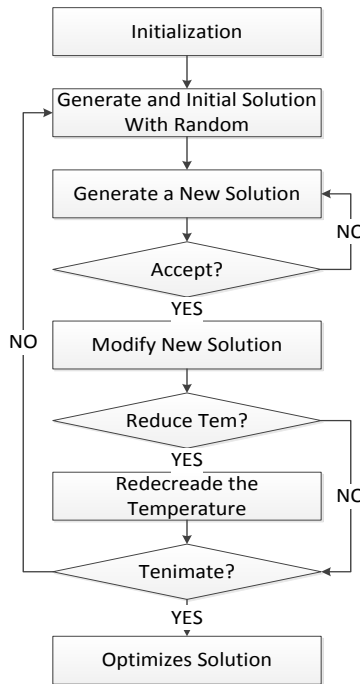 Initialization
Generate and Initial Solution
With Random
Generate a New Solution
NO
Accept?
YES
NO
Modify New Solution
Reduce Tem?
YES
Redecreade the
Temperature
NO
Tenimate?
YES
Optimizes Solution